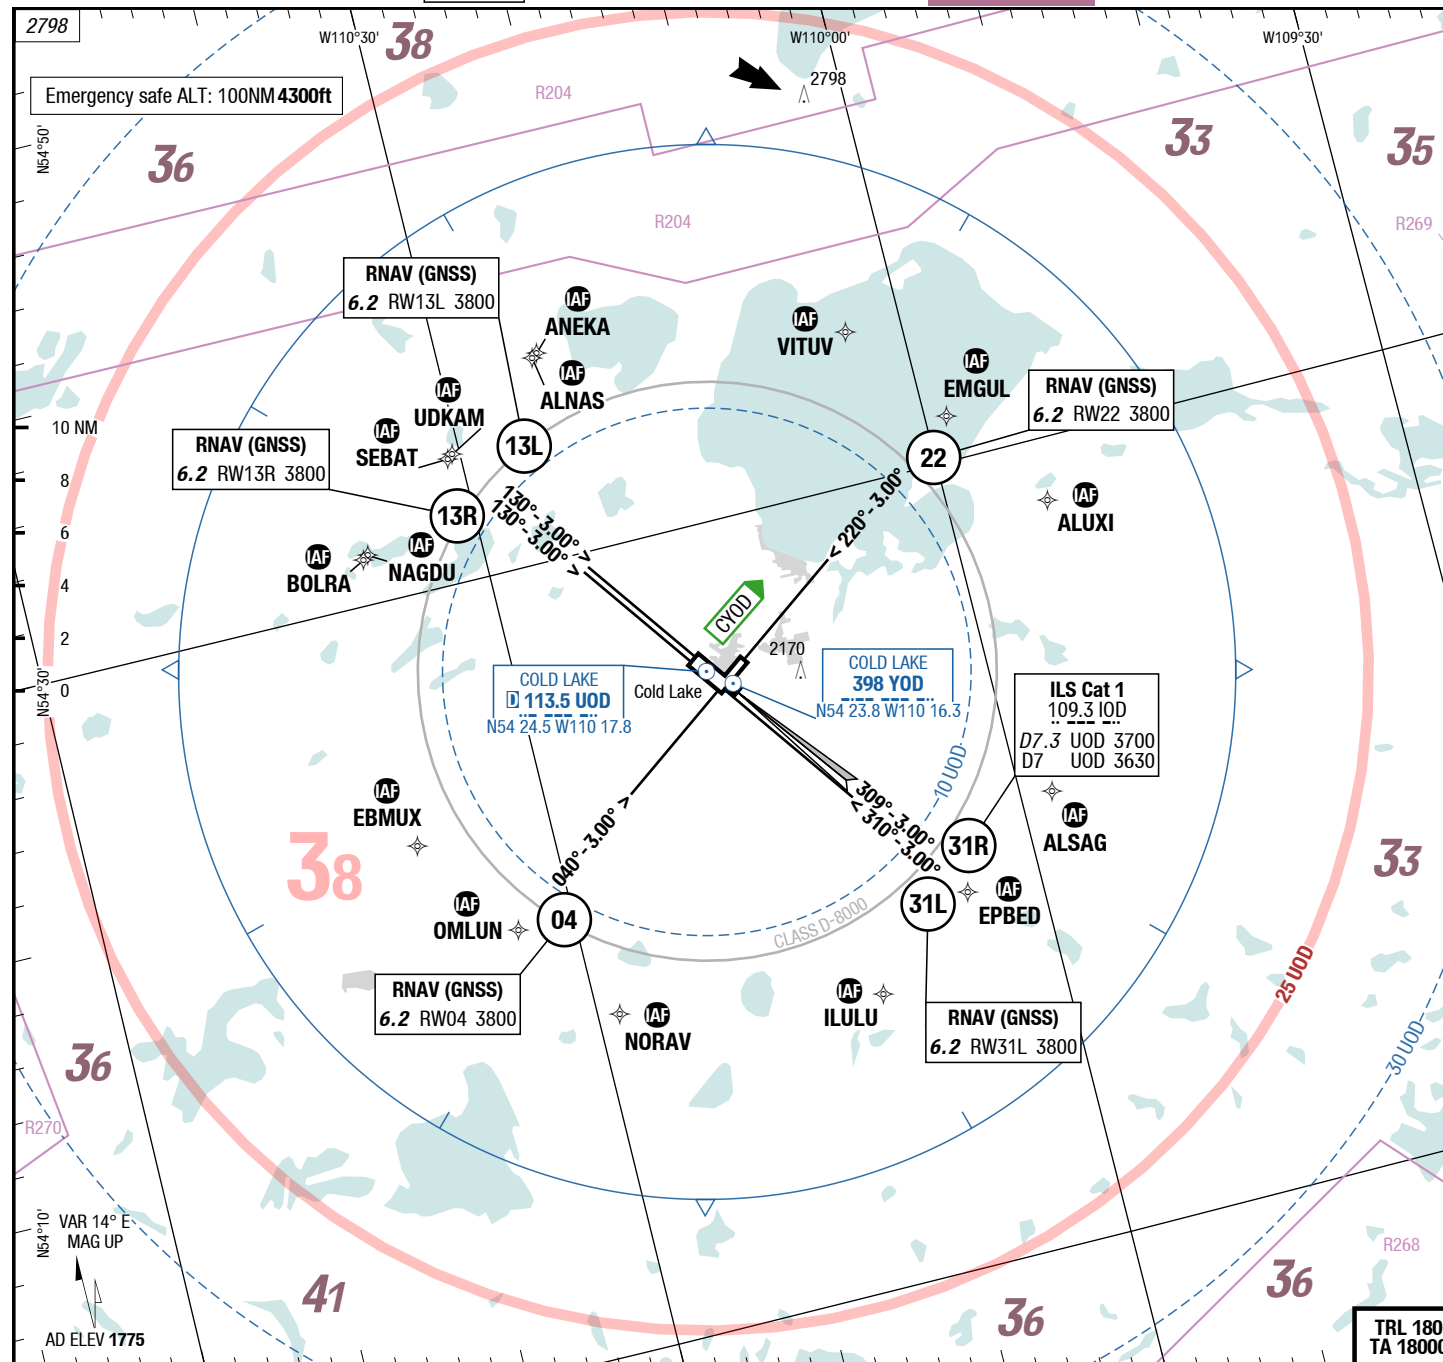 2798
W110°30'
38
W110°00'
W109°30'
Emergency safe ALT: 100NM 4300ft
R204
2798
N54°50'
36
33
35
R204
R269
RNAV (GNSS)
6.2 RW13L 3800
IAF
ANEKA
IAF
VITUV
IAF
EMGUL
IAF
ALNAS
RNAV (GNSS)
6.2 RW22 3800
IAF
UDKAM
IAF
SEBAT
10 NM
8
6
4
2
0
RNAV (GNSS)
6.2 RW13R 3800
13L
22
13R
130°-3.00° >
130°-3.00° >
< 220°-3.00°
IAF
ALUXI
IAF
BOLRA
IAF
NAGDU
CYOD
2170
N54°30'
COLD LAKE
D 113.5 UOD
N54 24.5 W110 17.8
Cold Lake
COLD LAKE
398 YOD
N54 23.8 W110 16.3
ILS Cat 1
109.3 IOD
D7.3 UOD 3700
D7 UOD 3630
10 UOD
309°-3.00°
< 310°-3.00°
IAF
EBMUX
38
040°-3.00° >
31R
IAF
ALSAG
33
31L
IAF
EPBED
IAF
OMLUN
04
CLASS D-8000
RNAV (GNSS)
6.2 RW04 3800
IAF
NORAV
IAF
ILULU
RNAV (GNSS)
6.2 RW31L 3800
25 UOD
30 UOD
36
R270
N54°10'
VAR 14° E
MAG UP
AD ELEV 1775
41
36
36
R268
TRL 180
TA 18000